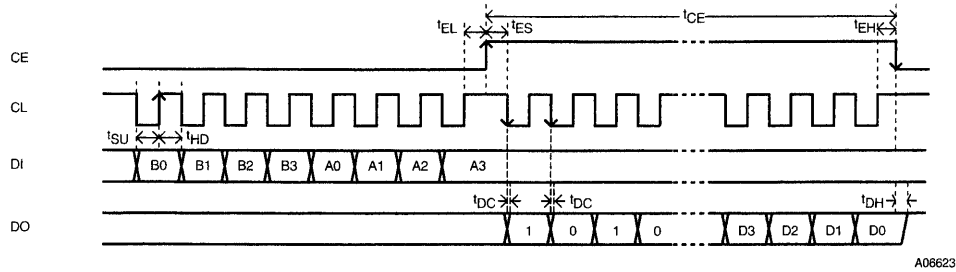 tCE
tEL tES tEH
CE
CL
tSU tHD
DI B0 B1 B2 B3 A0 A1 A2 A3
tDC tDC tDH
DO 1 0 1 0 D3 D2 D1 D0
A06623